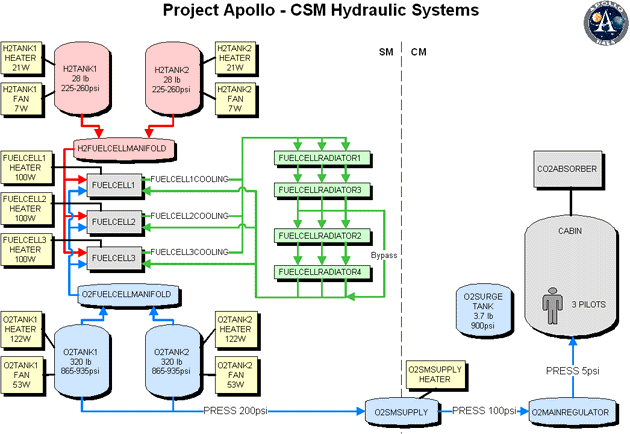 Project Apollo - CSM Hydraulic Systems
APOLLO
SM
CM
H2TANK1
HEATER
21W
H2TANK1
FAN
7W
H2TANK1
28 lb
225-260psi
H2TANK2
28 lb
225-260psi
H2TANK2
HEATER
21W
H2TANK2
FAN
7W
H2FUELCELLMANIFOLD
FUELCELL1
HEATER
100W
FUELCELL2
HEATER
100W
FUELCELL3
HEATER
100W
FUELCELL1
FUELCELL2
FUELCELL3
FUELCELL1COOLING
FUELCELL2COOLING
FUELCELL3COOLING
FUELCELLRADIATOR1
FUELCELLRADIATOR3
FUELCELLRADIATOR2
FUELCELLRADIATOR4
Bypass
CO2ABSORBER
CABIN
3 PILOTS
O2SURGE
TANK
3.7 lb
900psi
O2FUELCELLMANIFOLD
O2TANK1
HEATER
122W
O2TANK1
FAN
53W
O2TANK1
320 lb
865-935psi
O2TANK2
320 lb
865-935psi
O2TANK2
HEATER
122W
O2TANK2
FAN
53W
O2SMSUPPLY
HEATER
PRESS 5psi
PRESS 200psi
O2SMSUPPLY
PRESS 100psi
O2MAINREGULATOR